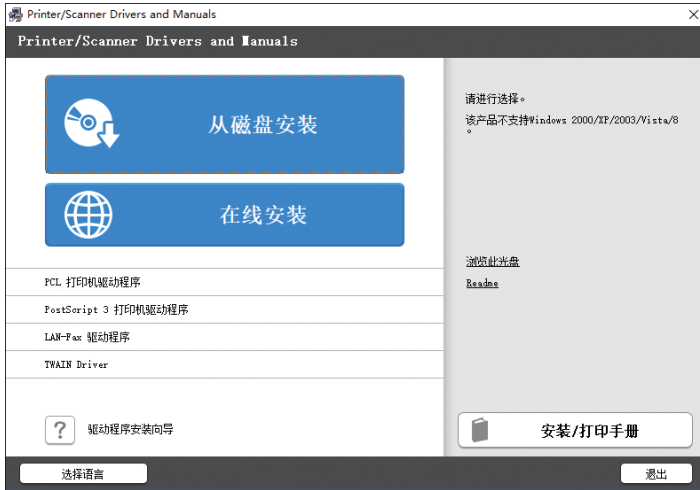 Printer/Scanner Drivers and Manuals
Printer/Scanner Drivers and Manuals
从磁盘安装
在线安装
PCL 打印机驱动程序
PostScript 3 打印机驱动程序
LAN-Fax 驱动程序
TWAIN Driver
? 驱动程序安装向导
请进行选择。
该产品不支持Windows 2000/XP/2003/Vista/8
。
浏览此光盘
Readme
安装/打印手册
选择语言
退出